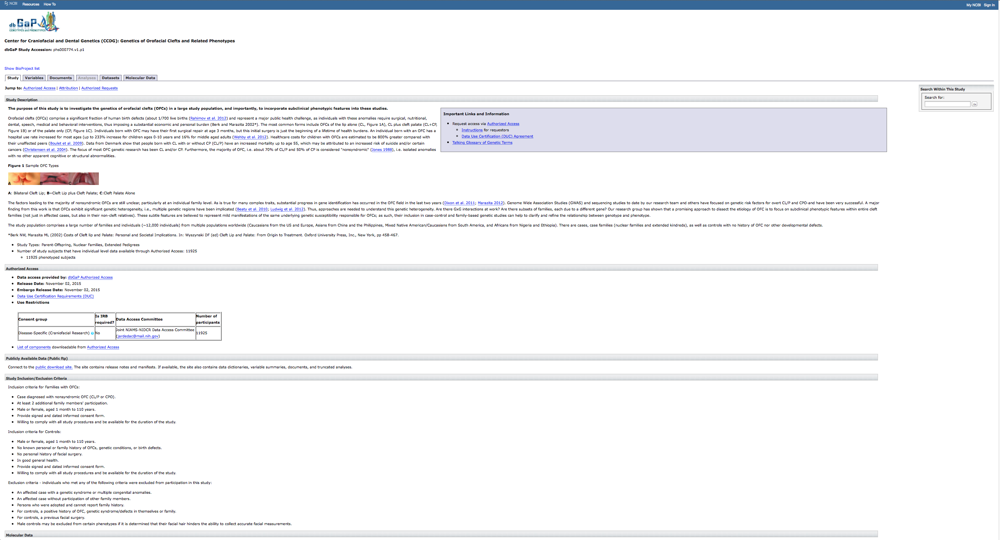 NCBI Resources How To My NCBI Sign In
db GaP
GENOTYPES and PHENOTYPES
Center for Craniofacial and Dental Genetics (CCDG): Genetics of Orofacial Clefts and Related Phenotypes
dbGaP Study Accession: phs000774.v1.p1
Show BioProject list
Study Variables Documents Analyses Datasets Molecular Data
Jump to: Authorized Access | Attribution | Authorized Requests
Search Within This Study
Search for:
Go
Study Description
The purpose of this study is to investigate the genetics of orofacial clefts (OFCs) in a large study population, and importantly, to incorporate subclinical phenotypic features into these studies.
Orofacial clefts (OFCs) comprise a significant fraction of human birth defects (about 1/700 live births (Rahimov et al. 2012) and represent a major public health challenge, as individuals with these anomalies require surgical, nutritional,
dental, speech, medical and behavioral interventions, thus imposing a substantial economic and personal burden (Berk and Marazita 2002*). The most common forms include OFCs of the lip alone (CL, Figure 1A), CL plus cleft palate (CL+CP,
Figure 1B) or of the palate only (CP, Figure 1C). Individuals born with OFC may have their first surgical repair at age 3 months, but this initial surgery is just the beginning of a lifetime of health burdens. An individual born with an OFC has a
hospital use rate increased for most ages (up to 233% increase for children ages 0-10 years and 16% for middle aged adults (Wehby et al. 2012). Healthcare costs for children with OFCs are estimated to be 800% greater compared with
their unaffected peers (Boulet et al. 2009). Data from Denmark show that people born with CL with or without CP (CL/P) have an increased mortality up to age 55, which may be attributed to an increased risk of suicide and/or certain
cancers (Christensen et al. 2004). The focus of most OFC genetic research has been CL and/or CP. Furthermore, the majority of OFC, i.e. about 70% of CL/P and 50% of CP is considered "nonsyndromic" (Jones 1988), i.e. isolated anomalies
with no other apparent cognitive or structural abnormalities.
Important Links and Information
Request access via Authorized Access
Instructions for requestors
Data Use Certification (DUC) Agreement
Talking Glossary of Genetic Terms
Figure 1 Sample OFC Types
A B C
A: Bilateral Cleft Lip; B=Cleft Lip plus Cleft Palate; C:Cleft Palate Alone
The factors leading to the majority of nonsyndromic OFCs are still unclear, particularly at an individual family level. As is true for many complex traits, substantial progress in gene identification has occurred in the OFC field in the last two years (Dixon et al. 2011; Marazita 2012). Genome Wide Association Studies (GWAS) and sequencing studies to date by our research team and others have focused on genetic risk factors for overt CL/P and CPO-and have been very successful. A major
finding from this work is that OFCs exhibit significant genetic heterogeneity, i.e., multiple genetic regions have been implicated (Beaty et al. 2010; Ludwig et al. 2012). Thus, approaches are needed to understand this genetic heterogeneity. Are there GxG interactions at work? Are there subsets of families, each due to a different gene? Our research group has shown that a promising approach to dissect the etiology of OFC is to focus on subclinical phenotypic features within entire cleft
families (not just in affected cases, but also in their non-cleft relatives). These subtle features are believed to represent mild manifestations of the same underlying genetic susceptibility responsible for OFCs; as such, their inclusion in case-control and family-based genetic studies can help to clarify and refine the relationship between genotype and phenotype.
The study population comprises a large number of families and individuals (~12,000 individuals) from multiple populations worldwide (Caucasians from the US and Europe, Asians from China and the Philippines, Mixed Native American/Caucasians from South America, and Africans from Nigeria and Ethiopia). There are cases, case families (nuclear families and extended kindreds), as well as controls with no history of OFC nor other developmental defects.
*Berk NW, Marazita ML (2002) Costs of Cleft lip and Palate: Personal and Societal Implications. In: Wyszynski DF (ed) Cleft Lip and Palate: From Origin to Treatment. Oxford University Press, Inc., New York, pp 458-467.
Study Types: Parent-Offspring, Nuclear Families, Extended Pedigrees
Number of study subjects that have individual level data available through Authorized Access: 11925
11925 phenotyped subjects
Authorized Access
Data access provided by: dbGaP Authorized Access
Release Date: November 02, 2015
Embargo Release Date: November 02, 2015
Data Use Certification Requirements (DUC)
Use Restrictions
Consent group Is IRB required? Data Access Committee Number of participants
Disease-Specific (Craniofacial Research) ? No Joint NIAMS-NIDCR Data Access Committee (jardedac@mail.nih.gov) 11925
List of components downloadable from Authorized Access
Publicly Available Data (Public ftp)
Connect to the public download site. The site contains release notes and manifests. If available, the site also contains data dictionaries, variable summaries, documents, and truncated analyses.
Study Inclusion/Exclusion Criteria
Inclusion criteria for Families with OFCs:
Case diagnosed with nonsyndromic OFC (CL/P or CPO).
At least 2 additional family members' participation.
Male or female, aged 1 month to 110 years.
Provide signed and dated informed consent form.
Willing to comply with all study procedures and be available for the duration of the study.
Inclusion criteria for Controls:
Male or female, aged 1 month to 110 years.
No known personal or family history of OFCs, genetic conditions, or birth defects.
No personal history of facial surgery.
In good general health.
Provide signed and dated informed consent form.
Willing to comply with all study procedures and be available for the duration of the study.
Exclusion criteria - individuals who met any of the following criteria were excluded from participation in this study:
An affected case with a genetic syndrome or multiple congenital anomalies.
An affected case without participation of other family members.
Persons who were adopted and cannot report family history.
For controls, a positive history of OFC, genetic syndrome/defects in themselves or family.
For controls, a previous facial surgery.
Male controls may be excluded from certain phenotypes if it is determined that their facial hair hinders the ability to collect accurate facial measurements.
Molecular Data